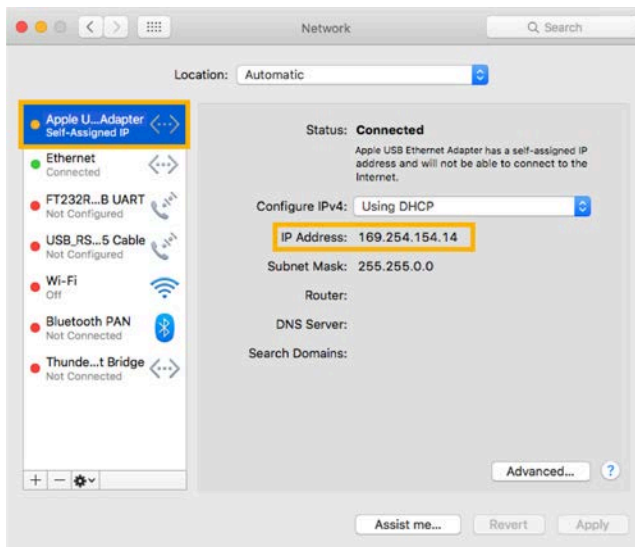 Network
Search
Location: Automatic
Apple U...Adapter
Self-Assigned IP
Ethernet
Connected
FT232R...B UART
Not Configured
USB_RS...5 Cable
Not Configured
Wi-Fi
Off
Bluetooth PAN
Not Connected
Thunde...t Bridge
Not Connected
Status: Connected
Apple USB Ethernet Adapter has a self-assigned IP
address and will not be able to connect to the
Internet.
Configure IPv4: Using DHCP
IP Address: 169.254.154.14
Subnet Mask: 255.255.0.0
Router:
DNS Server:
Search Domains:
Advanced... ?
Assist me... Revert Apply